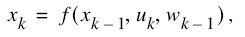 x_k = f(x_{k-1}, u_k, w_{k-1}),